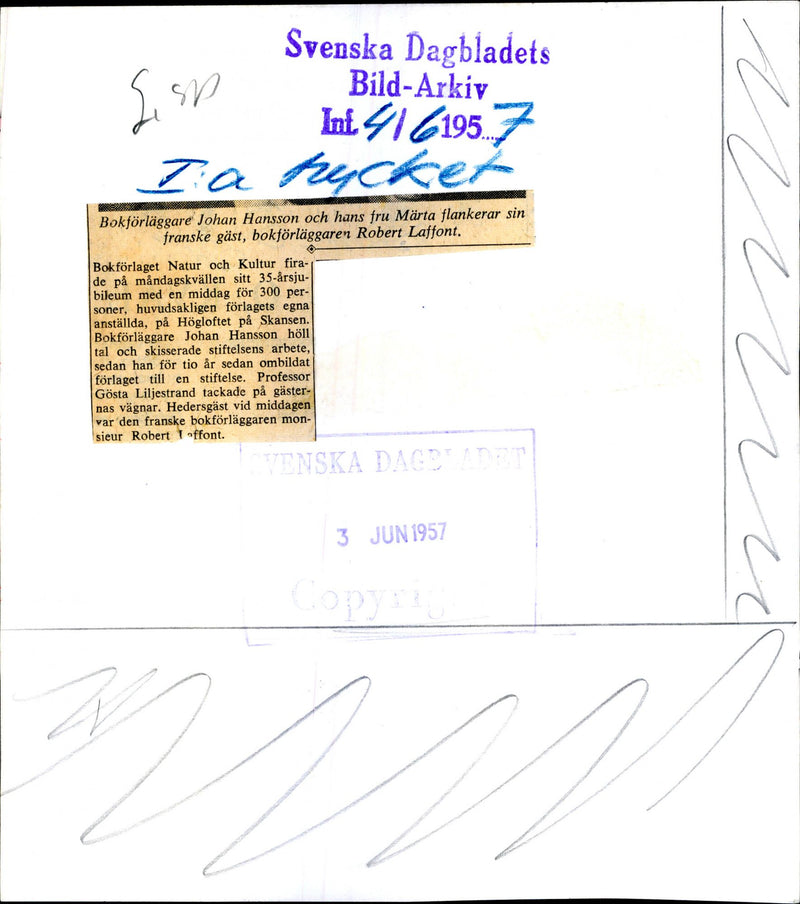 Svenska Dagbladets
Bild-Arkiv
Inf. 4/6 195...7
I:a trycket
Bokförläggare Johan Hansson och hans fru Märta flankerar sin
franske gäst, bokförläggaren Robert Laffont.
Bokförlaget Natur och Kultur fira-
de på måndagskvällen sitt 35-årsju-
bileum med en middag för 300 per-
soner, huvudsakligen förlagets egna
anställda, på Högloftet på Skansen.
Bokförläggare Johan Hansson höll
tal och skisserade stiftelsens arbete,
sedan han för tio år sedan ombildat
förlaget till en stiftelse. Professor
Gösta Liljestrand tackade på gäster-
nas vägnar. Hedersgäst vid middagen
var den franske bokförläggaren mon-
sieur Robert Laffont.
SVENSKA DAGBLADET
3 JUN 1957